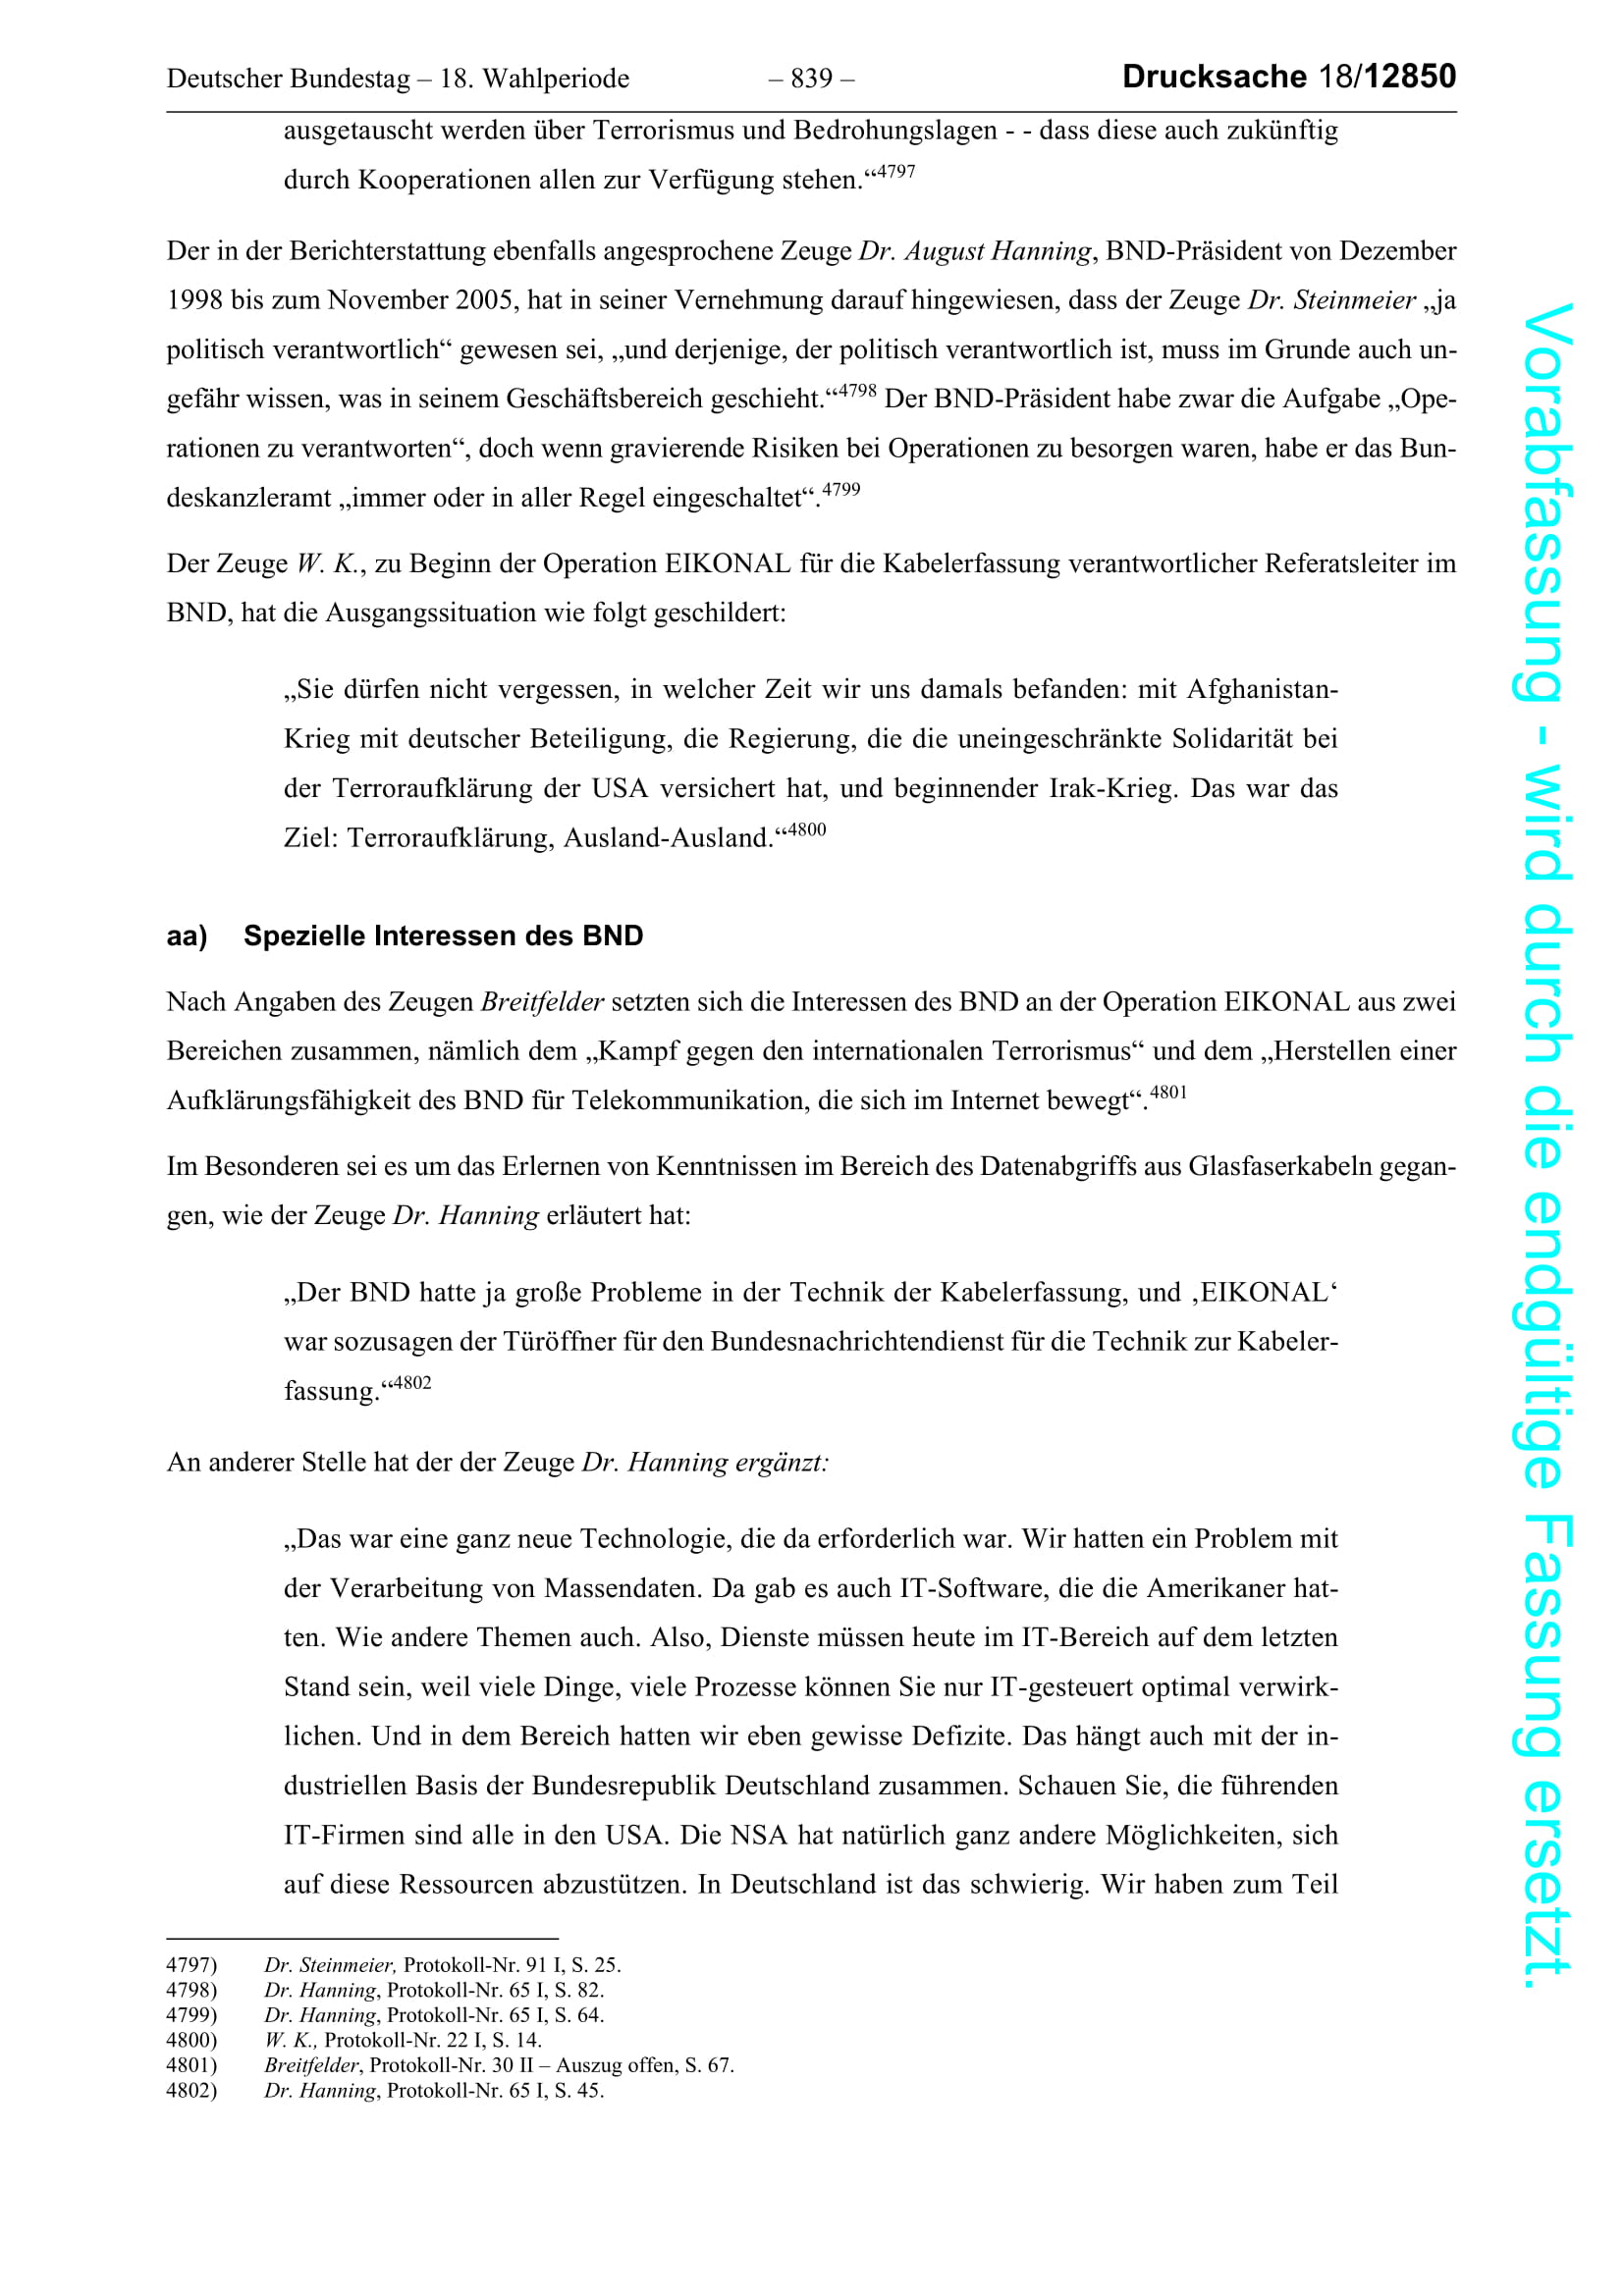 Deutscher Bundestag – 18. Wahlperiode – 839 – Drucksache 18/12850
ausgetauscht werden über Terrorismus und Bedrohungslagen - - dass diese auch zukünftig
durch Kooperationen allen zur Verfügung stehen.“4797
Der in der Berichterstattung ebenfalls angesprochene Zeuge Dr. August Hanning, BND-Präsident von Dezember
1998 bis zum November 2005, hat in seiner Vernehmung darauf hingewiesen, dass der Zeuge Dr. Steinmeier „ja
politisch verantwortlich“ gewesen sei, „und derjenige, der politisch verantwortlich ist, muss im Grunde auch un-
gefähr wissen, was in seinem Geschäftsbereich geschieht.“4798 Der BND-Präsident habe zwar die Aufgabe „Ope-
rationen zu verantworten“, doch wenn gravierende Risiken bei Operationen zu besorgen waren, habe er das Bun-
deskanzleramt „immer oder in aller Regel eingeschaltet“.4799
Der Zeuge W. K., zu Beginn der Operation EIKONAL für die Kabelerfassung verantwortlicher Referatsleiter im
BND, hat die Ausgangssituation wie folgt geschildert:
„Sie dürfen nicht vergessen, in welcher Zeit wir uns damals befanden: mit Afghanistan-
Krieg mit deutscher Beteiligung, die Regierung, die die uneingeschränkte Solidarität bei
der Terroraufklärung der USA versichert hat, und beginnender Irak-Krieg. Das war das
Ziel: Terroraufklärung, Ausland-Ausland.“4800
aa) Spezielle Interessen des BND
Nach Angaben des Zeugen Breitfelder setzten sich die Interessen des BND an der Operation EIKONAL aus zwei
Bereichen zusammen, nämlich dem „Kampf gegen den internationalen Terrorismus“ und dem „Herstellen einer
Aufklärungsfähigkeit des BND für Telekommunikation, die sich im Internet bewegt“.4801
Im Besonderen sei es um das Erlernen von Kenntnissen im Bereich des Datenabgriffs aus Glasfaserkabeln gegan-
gen, wie der Zeuge Dr. Hanning erläutert hat:
„Der BND hatte ja große Probleme in der Technik der Kabelerfassung, und ‚EIKONAL‘
war sozusagen der Türöffner für den Bundesnachrichtendienst für die Technik zur Kabeler-
fassung.“4802
An anderer Stelle hat der der Zeuge Dr. Hanning ergänzt:
„Das war eine ganz neue Technologie, die da erforderlich war. Wir hatten ein Problem mit
der Verarbeitung von Massendaten. Da gab es auch IT-Software, die die Amerikaner hat-
ten. Wie andere Themen auch. Also, Dienste müssen heute im IT-Bereich auf dem letzten
Stand sein, weil viele Dinge, viele Prozesse können Sie nur IT-gesteuert optimal verwirk-
lichen. Und in dem Bereich hatten wir eben gewisse Defizite. Das hängt auch mit der in-
dustriellen Basis der Bundesrepublik Deutschland zusammen. Schauen Sie, die führenden
IT-Firmen sind alle in den USA. Die NSA hat natürlich ganz andere Möglichkeiten, sich
auf diese Ressourcen abzustützen. In Deutschland ist das schwierig. Wir haben zum Teil
4797) Dr. Steinmeier, Protokoll-Nr. 91 I, S. 25.
4798) Dr. Hanning, Protokoll-Nr. 65 I, S. 82.
4799) Dr. Hanning, Protokoll-Nr. 65 I, S. 64.
4800) W. K., Protokoll-Nr. 22 I, S. 14.
4801) Breitfelder, Protokoll-Nr. 30 II – Auszug offen, S. 67.
4802) Dr. Hanning, Protokoll-Nr. 65 I, S. 45.
Vorabfassung - wird durch die endgültige Fassung ersetzt.